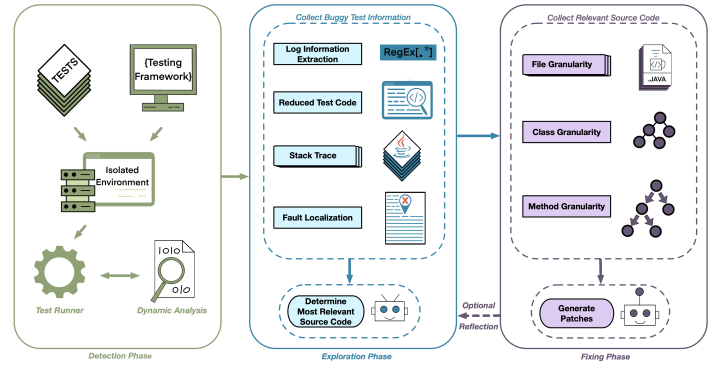 TESTS
{Testing
Framework}
Isolated
Environment
1010
010
Test Runner
Dynamic Analysis
Detection Phase
Collect Buggy Test Information
Log Information
Extraction
RegEx[.*]
Reduced Test Code
Stack Trace
Fault Localization
Determine
Most Relevant
Source Code
Exploration Phase
Optional
Reflection
Collect Relevant Source Code
File Granularity
.JAVA
Class Granularity
Method Granularity
Generate
Patches
Fixing Phase